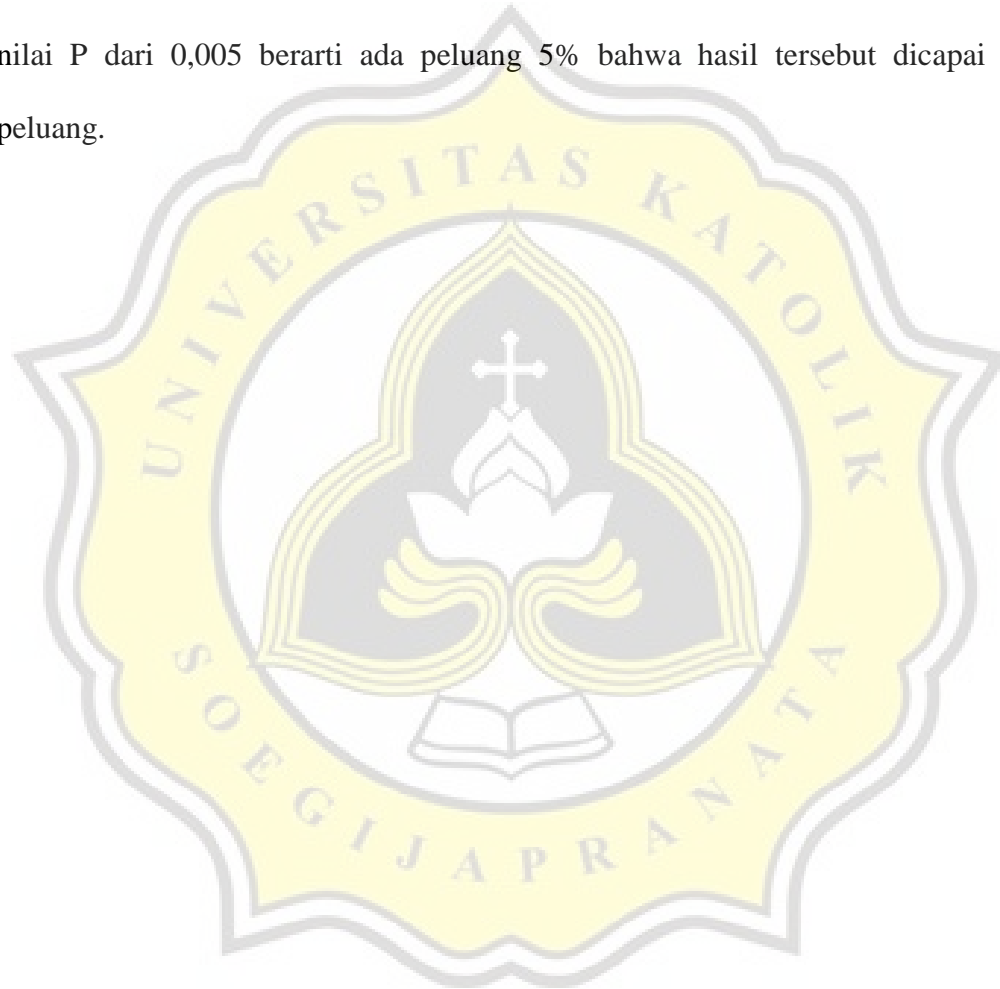 nilai P dari 0,005 berarti ada peluang 5% bahwa hasil tersebut dicapai
peluang.
UNIVERSITAS KATOLIK
SOEGIJAPRANATA